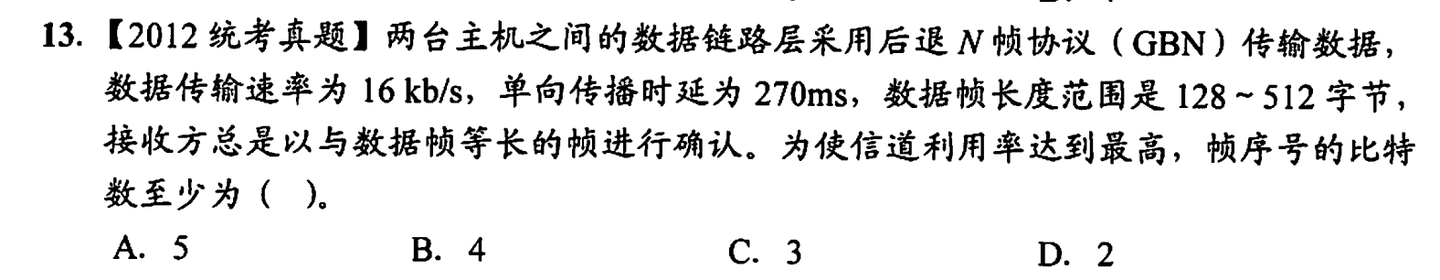 13. 【2012 统考真题】两台主机之间的数据链路层采用后退 N 帧协议（GBN）传输数据，
数据传输速率为 16 kb/s，单向传播时延为 270ms，数据帧长度范围是 128~512 字节，
接收方总是以与数据帧等长的帧进行确认。为使信道利用率达到最高，帧序号的比特
数至少为（ ）。
A. 5 B. 4 C. 3 D. 2